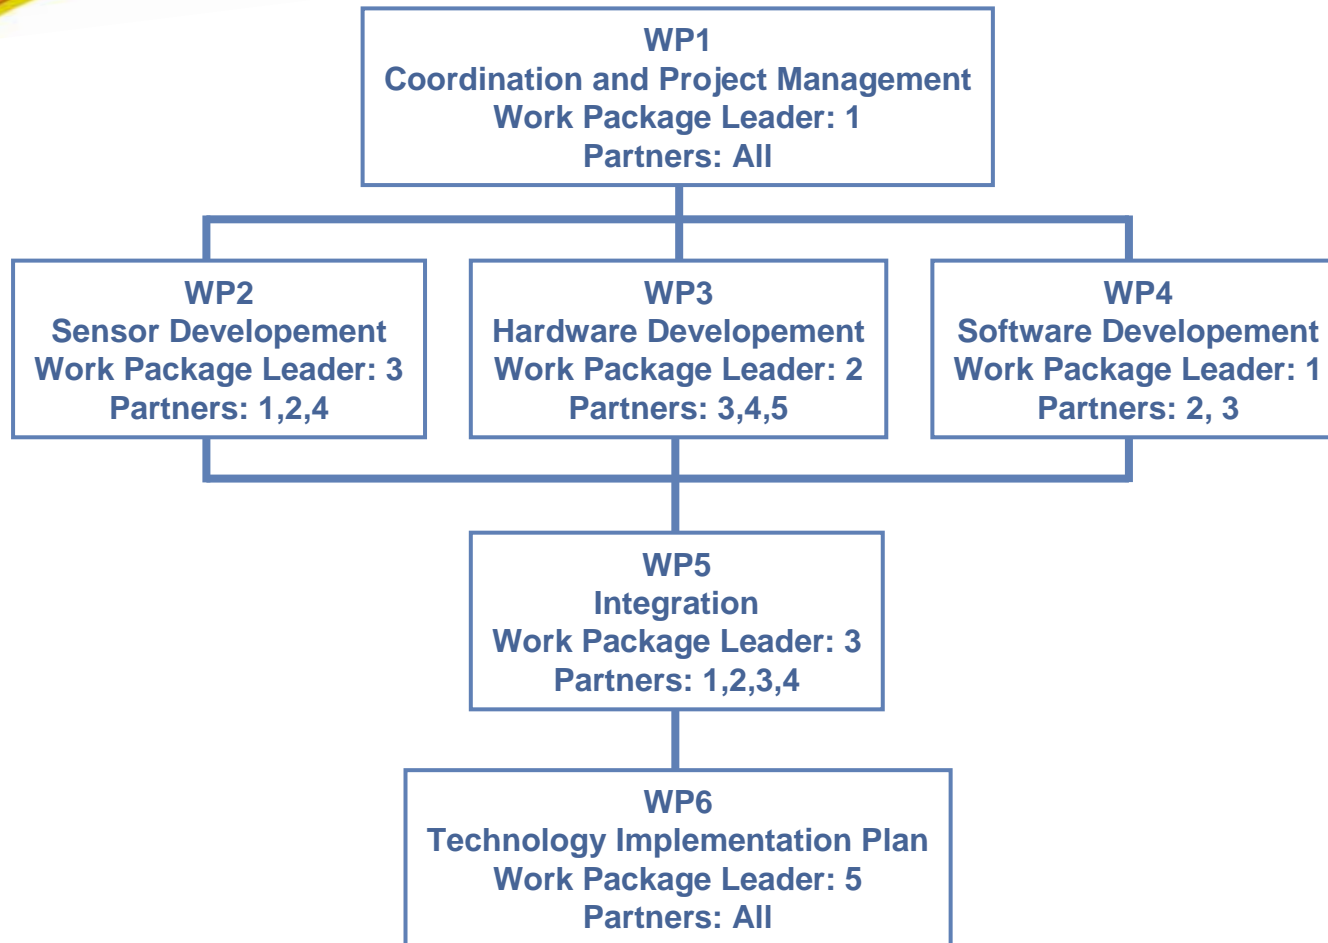 WP1
Coordination and Project Management
Work Package Leader: 1
Partners: All
WP2
Sensor Developement
Work Package Leader: 3
Partners: 1,2,4
WP3
Hardware Developement
Work Package Leader: 2
Partners: 3,4,5
WP4
Software Developement
Work Package Leader: 1
Partners: 2, 3
WP5
Integration
Work Package Leader: 3
Partners: 1,2,3,4
WP6
Technology Implementation Plan
Work Package Leader: 5
Partners: All